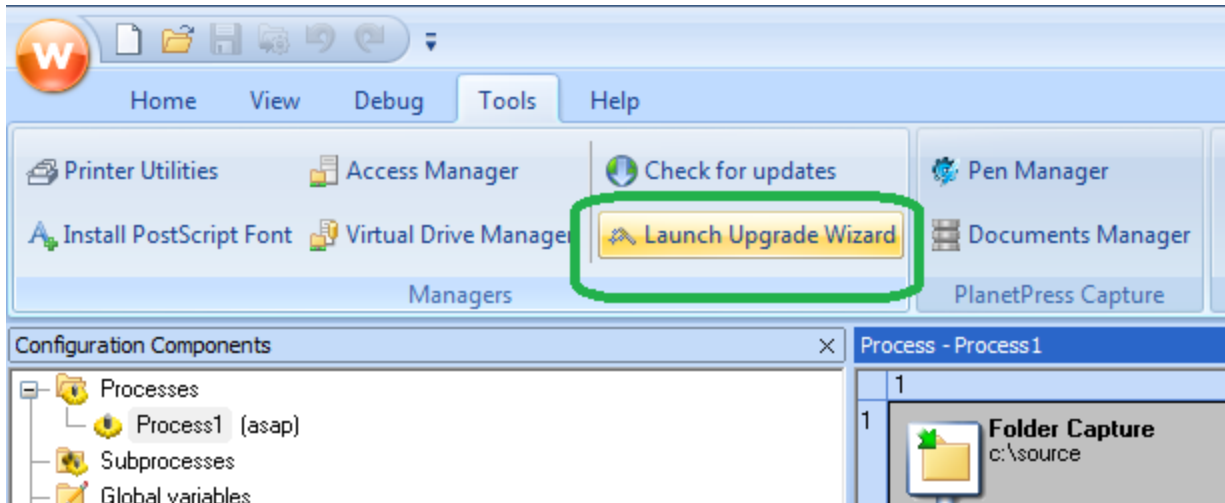 W
Home View Debug Tools Help
Printer Utilities Access Manager Check for updates Pen Manager
Install PostScript Font Virtual Drive Manager Launch Upgrade Wizard Documents Manager
Managers PlanetPress Capture
Configuration Components Process - Process1
Processes 1
Process1 (asap) 1 Folder Capture
Subprocesses c:\source
Global variables